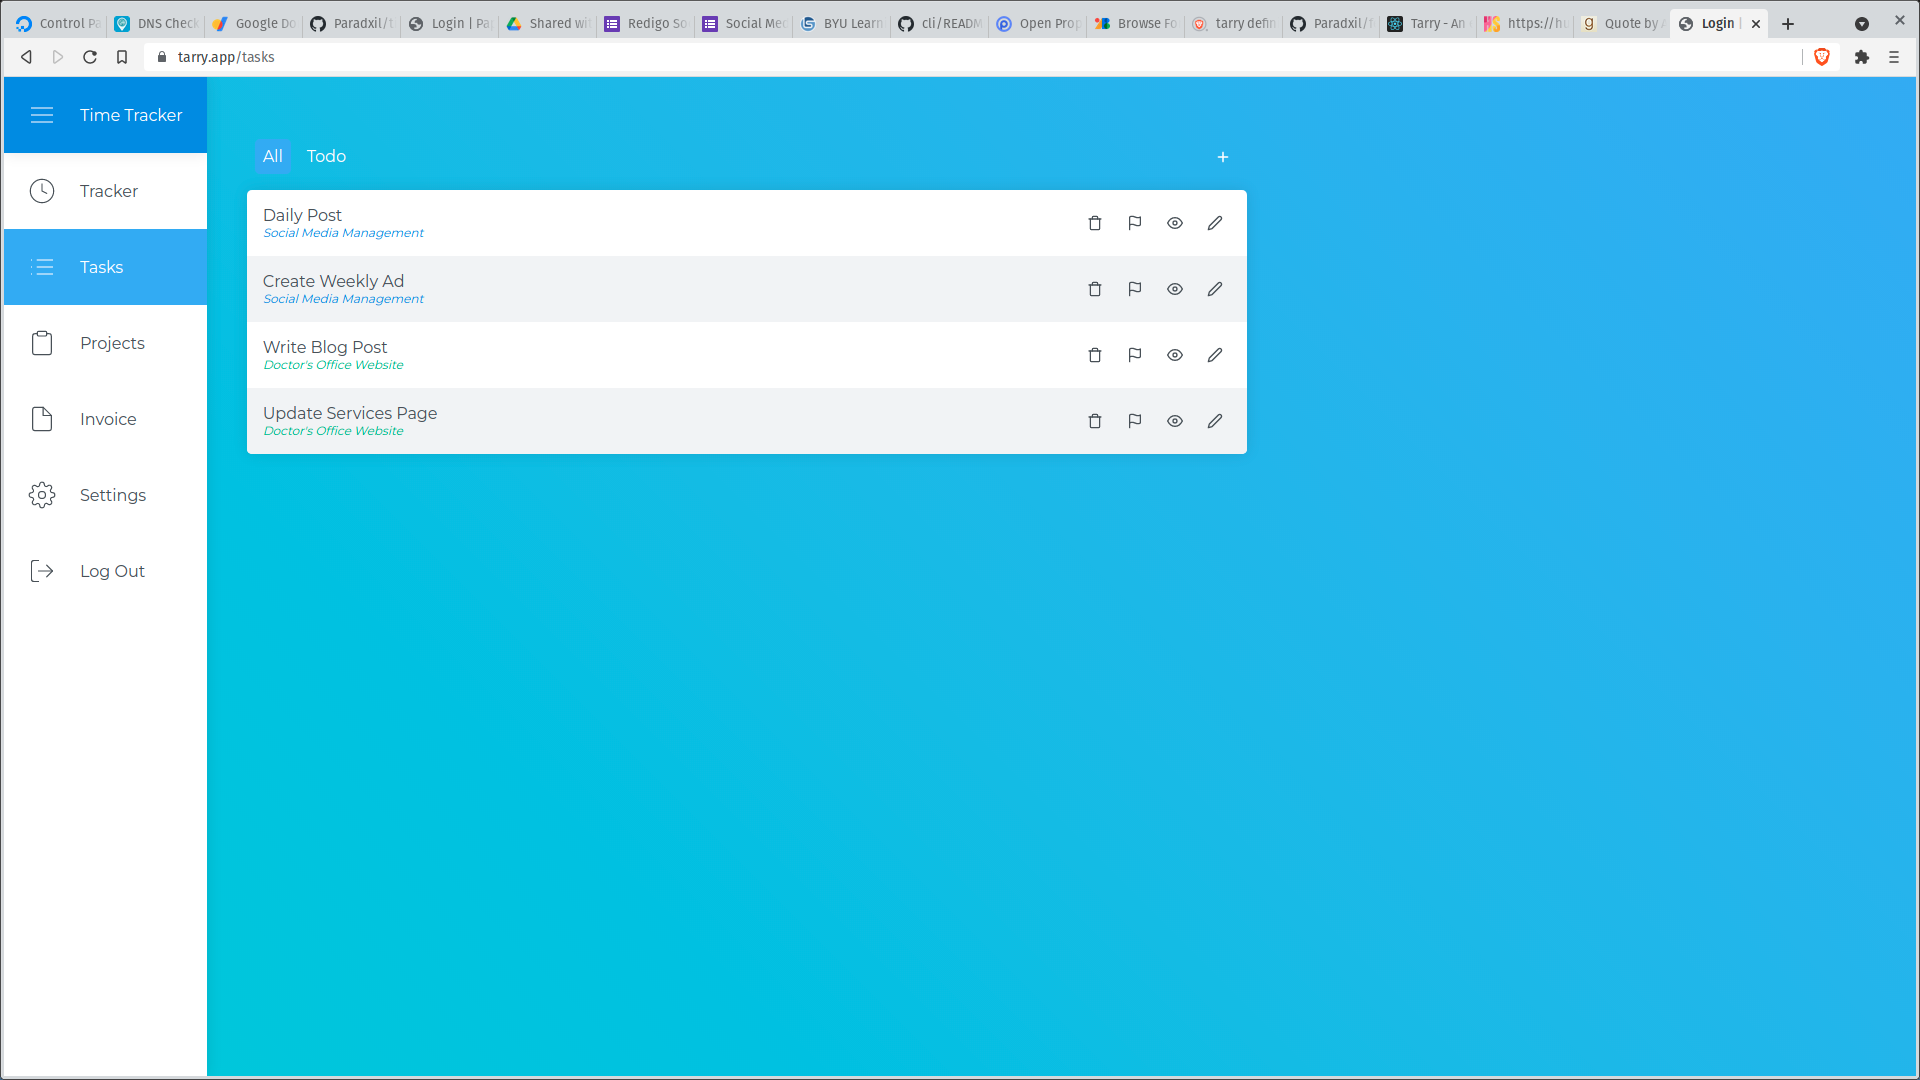 Control Pa
DNS Check
Google Do
Paradxil/t
Login | Pa
Shared wi
Redigo So
Social Med
BYU Learn
cli/READM
Open Prop
Browse Fo
tarry defin
Paradxil/f
Tarry - An
https://hu
Quote by A
Login |
tarry.app/tasks
Time Tracker
Tracker
Tasks
Projects
Invoice
Settings
Log Out
All
Todo
+
Daily Post
Social Media Management
Create Weekly Ad
Social Media Management
Write Blog Post
Doctor's Office Website
Update Services Page
Doctor's Office Website